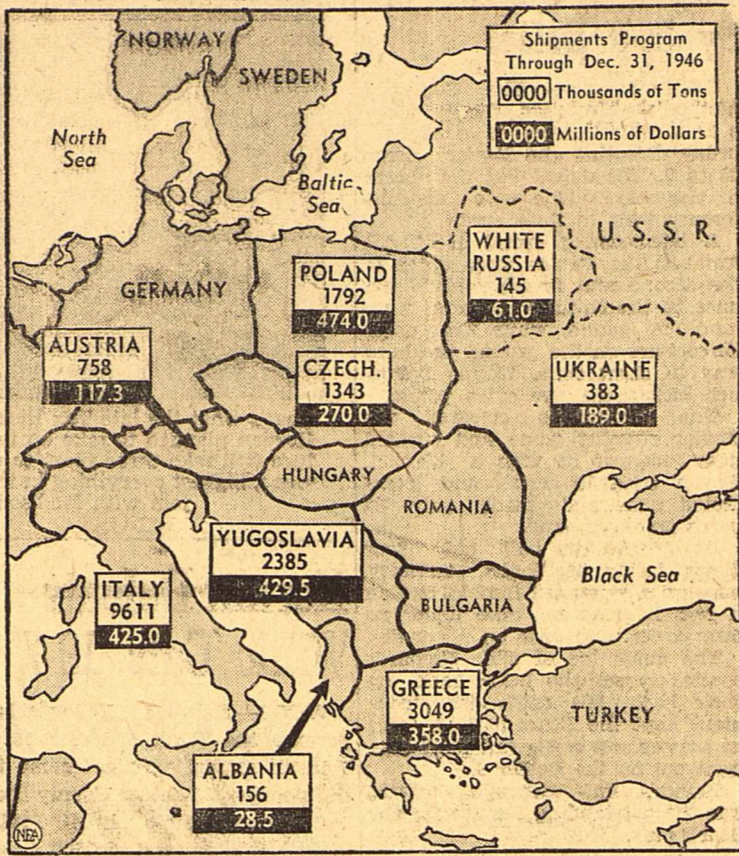 NORWAY
SWEDEN
Shipments Program
Through Dec. 31, 1946
0000 Thousands of Tons
0000 Millions of Dollars
North
Sea
Baltic
Sea
U. S. S. R.
WHITE
RUSSIA
145
61.0
POLAND
1792
474.0
GERMANY
AUSTRIA
758
117.3
CZECH.
1343
270.0
UKRAINE
383
189.0
HUNGARY
ROMANIA
YUGOSLAVIA
2385
429.5
Black Sea
ITALY
9611
425.0
BULGARIA
GREECE
3049
358.0
TURKEY
ALBANIA
156
28.5
NEA